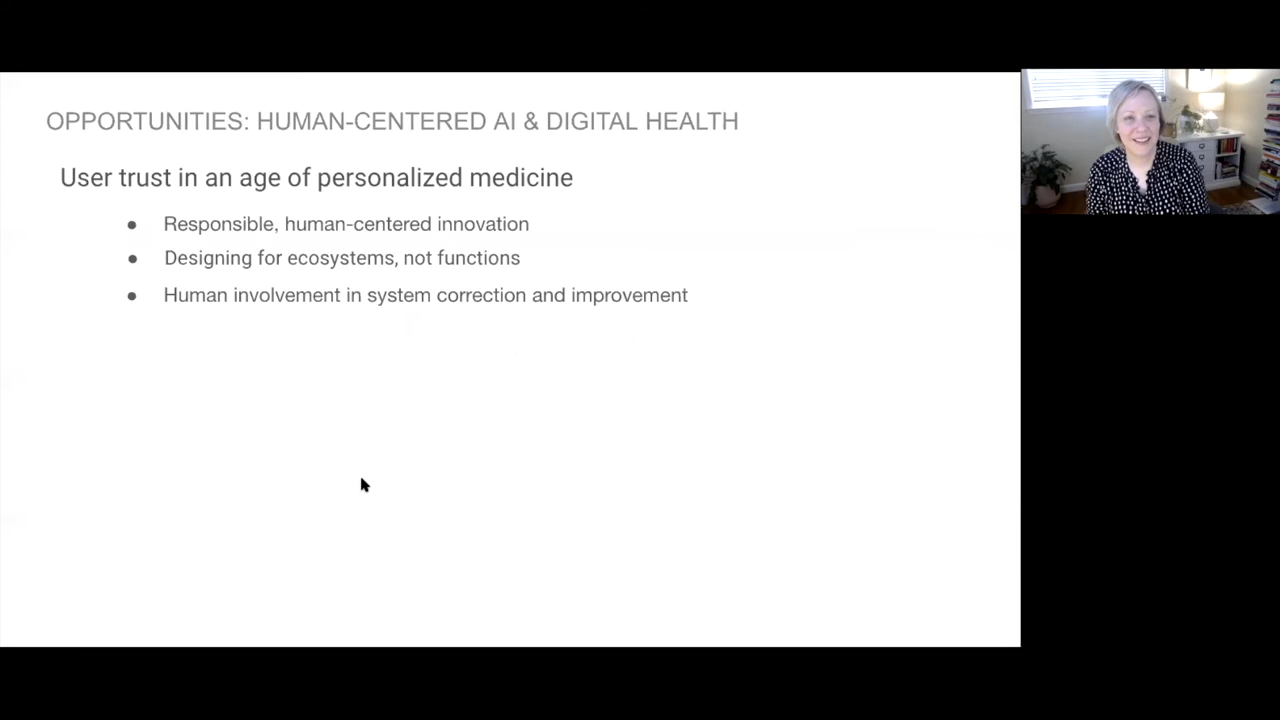 OPPORTUNITIES: HUMAN-CENTERED AI & DIGITAL HEALTH
User trust in an age of personalized medicine
● Responsible, human-centered innovation
● Designing for ecosystems, not functions
● Human involvement in system correction and improvement